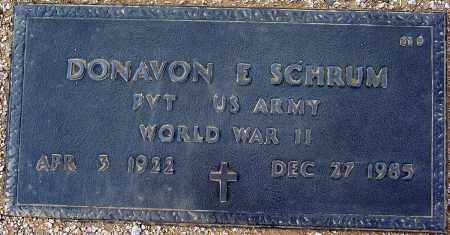 DONAVON E SCHRUM
PVT US ARMY
WORLD WAR II
APR 3 1922 DEC 27 1985